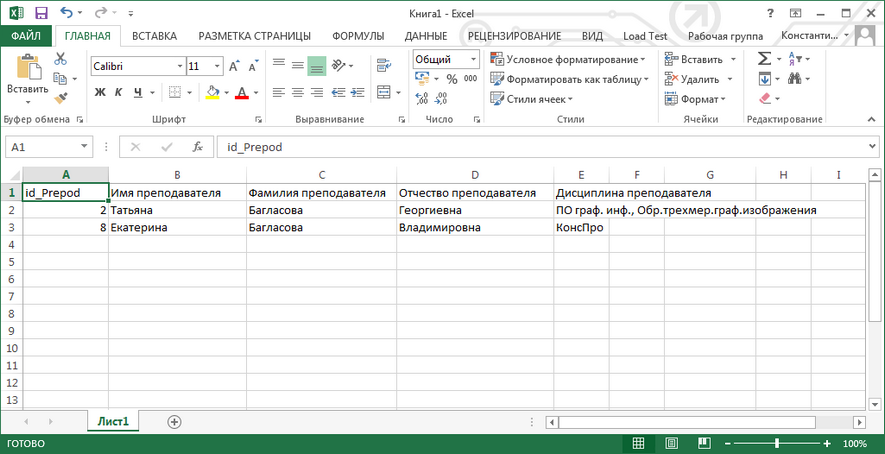 Книга1 - Excel
ФАЙЛ ГЛАВНАЯ ВСТАВКА РАЗМЕТКА СТРАНИЦЫ ФОРМУЛЫ ДАННЫЕ РЕЦЕНЗИРОВАНИЕ ВИД Load Test Рабочая группа Константи...
Вставить
Calibri 11
Ж К Ч
Общий
% 000
Условное форматирование
Форматировать как таблицу
Стили ячеек
Вставить
Удалить
Формат
Буфер обмена Шрифт Выравнивание Число Стили Ячейки Редактирование
A1 fx id_Prepod
A B C D E F G H I
1 id_Prepod Имя преподавателя Фамилия преподавателя Отчество преподавателя Дисциплина преподавателя
2 2 Татьяна Багласова Георгиевна ПО граф. инф., Обр.трехмер.граф.изображения
3 8 Екатерина Багласова Владимировна КонсПро
4
5
6
7
8
9
10
11
12
13
Лист1
ГОТОВО 100%